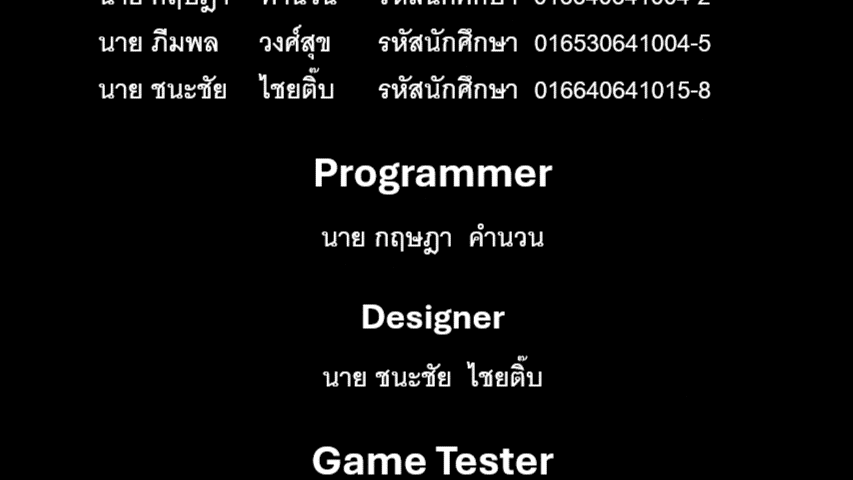 นาย ภีมพล วงศ์สุข รหัสนักศึกษา 016530641004-5
นาย ชนะชัย ไชยติ๊บ รหัสนักศึกษา 016640641015-8
Programmer
นาย กฤษฎา คำนวน
Designer
นาย ชนะชัย ไชยติ๊บ
Game Tester